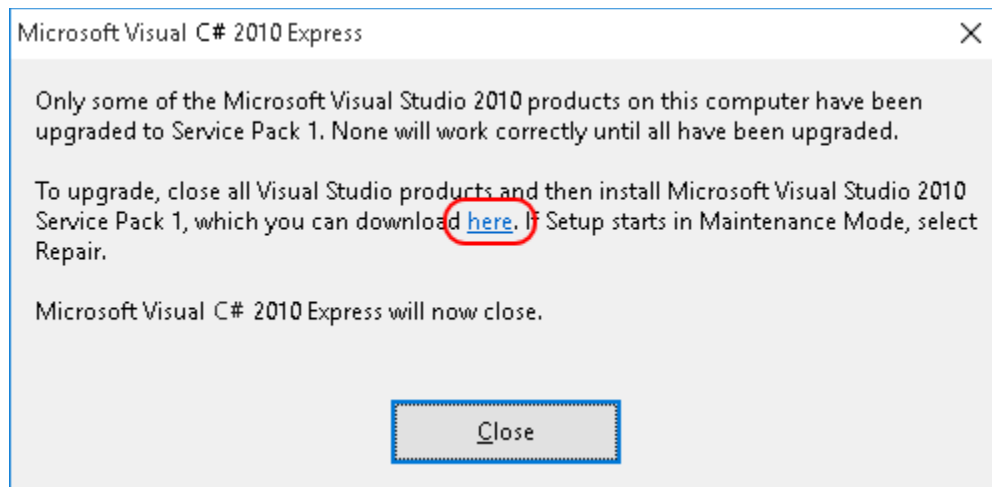 Microsoft Visual C# 2010 Express
Only some of the Microsoft Visual Studio 2010 products on this computer have been
upgraded to Service Pack 1. None will work correctly until all have been upgraded.
To upgrade, close all Visual Studio products and then install Microsoft Visual Studio 2010
Service Pack 1, which you can download here. If Setup starts in Maintenance Mode, select
Repair.
Microsoft Visual C# 2010 Express will now close.
Close